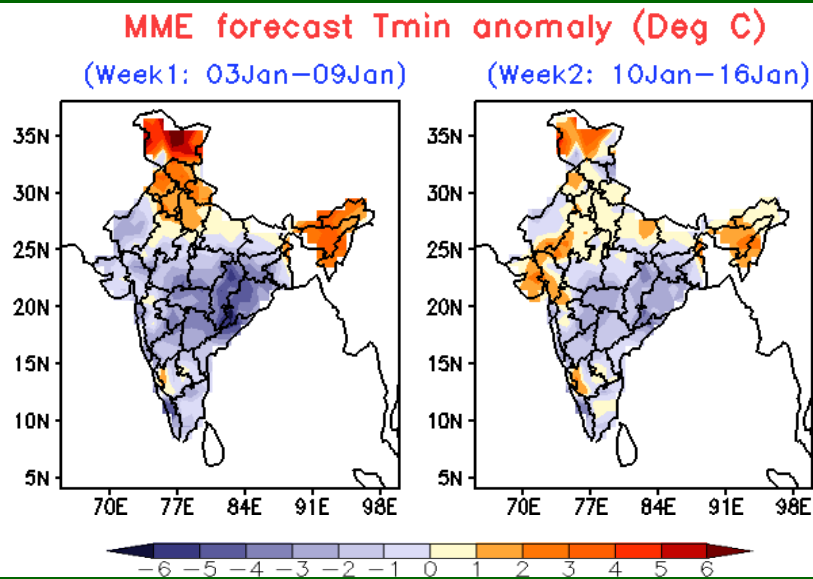 MME forecast Tmin anomaly (Deg C)
(Week1: 03Jan-09Jan) (Week2: 10Jan-16Jan)
35N 35N
30N 30N
25N 25N
20N 20N
15N 15N
10N 10N
5N 5N
70E 77E 84E 91E 98E 70E 77E 84E 91E 98E
-6 -5 -4 -3 -2 -1 0 1 2 3 4 5 6